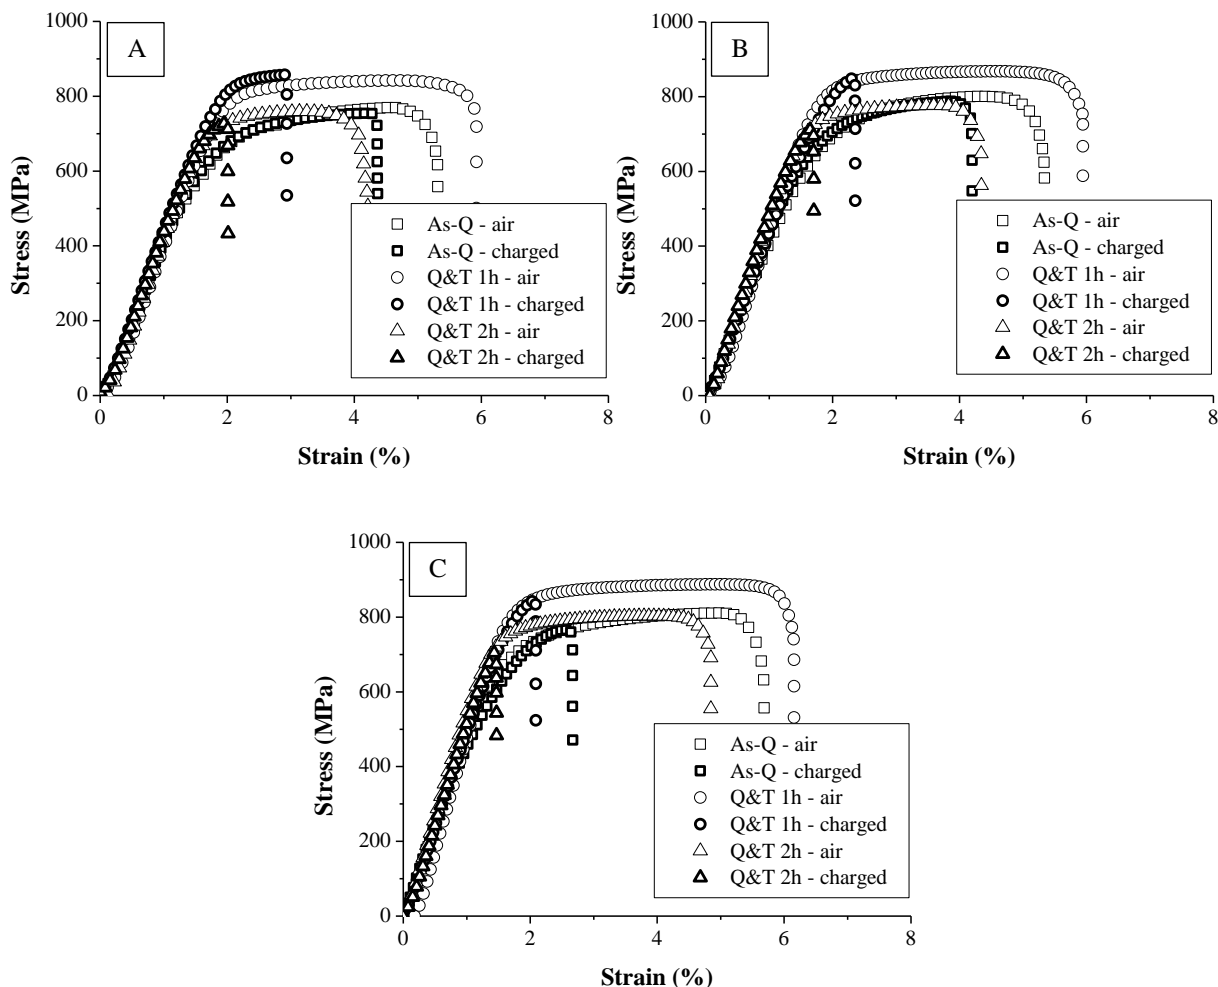 A
1000
800
600
400
200
0
Stress (MPa)
0 2 4 6 8
Strain (%)
As-Q - air
As-Q - charged
Q&T 1h - air
Q&T 1h - charged
Q&T 2h - air
Q&T 2h - charged
B
1000
800
600
400
200
0
Stress (MPa)
0 2 4 6 8
Strain (%)
As-Q - air
As-Q - charged
Q&T 1h - air
Q&T 1h - charged
Q&T 2h - air
Q&T 2h - charged
C
1000
800
600
400
200
0
Stress (MPa)
0 2 4 6 8
Strain (%)
As-Q - air
As-Q - charged
Q&T 1h - air
Q&T 1h - charged
Q&T 2h - air
Q&T 2h - charged